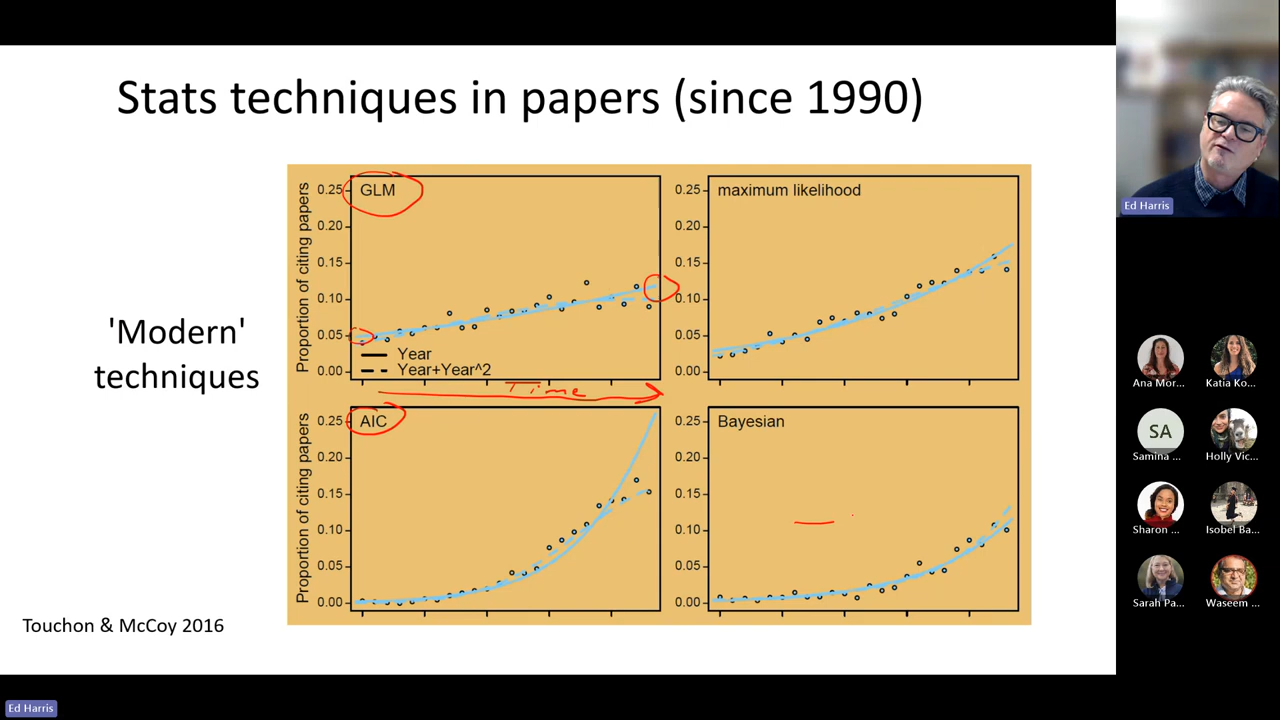 Stats techniques in papers (since 1990)
'Modern'
techniques
Proportion of citing papers
0.25
0.20
0.15
0.10
0.05
0.00
GLM
Year
Year+Year^2
0.25
0.20
0.15
0.10
0.05
0.00
maximum likelihood
Time
Proportion of citing papers
0.25
0.20
0.15
0.10
0.05
0.00
AIC
0.25
0.20
0.15
0.10
0.05
0.00
Bayesian
Touchon & McCoy 2016
Ed Harris
Ana Mor...
Katia Ko...
SA
Samina ...
Holly Vic...
Sharon ...
Isobel Ba...
Sarah Pa...
Waseem ...
Ed Harris